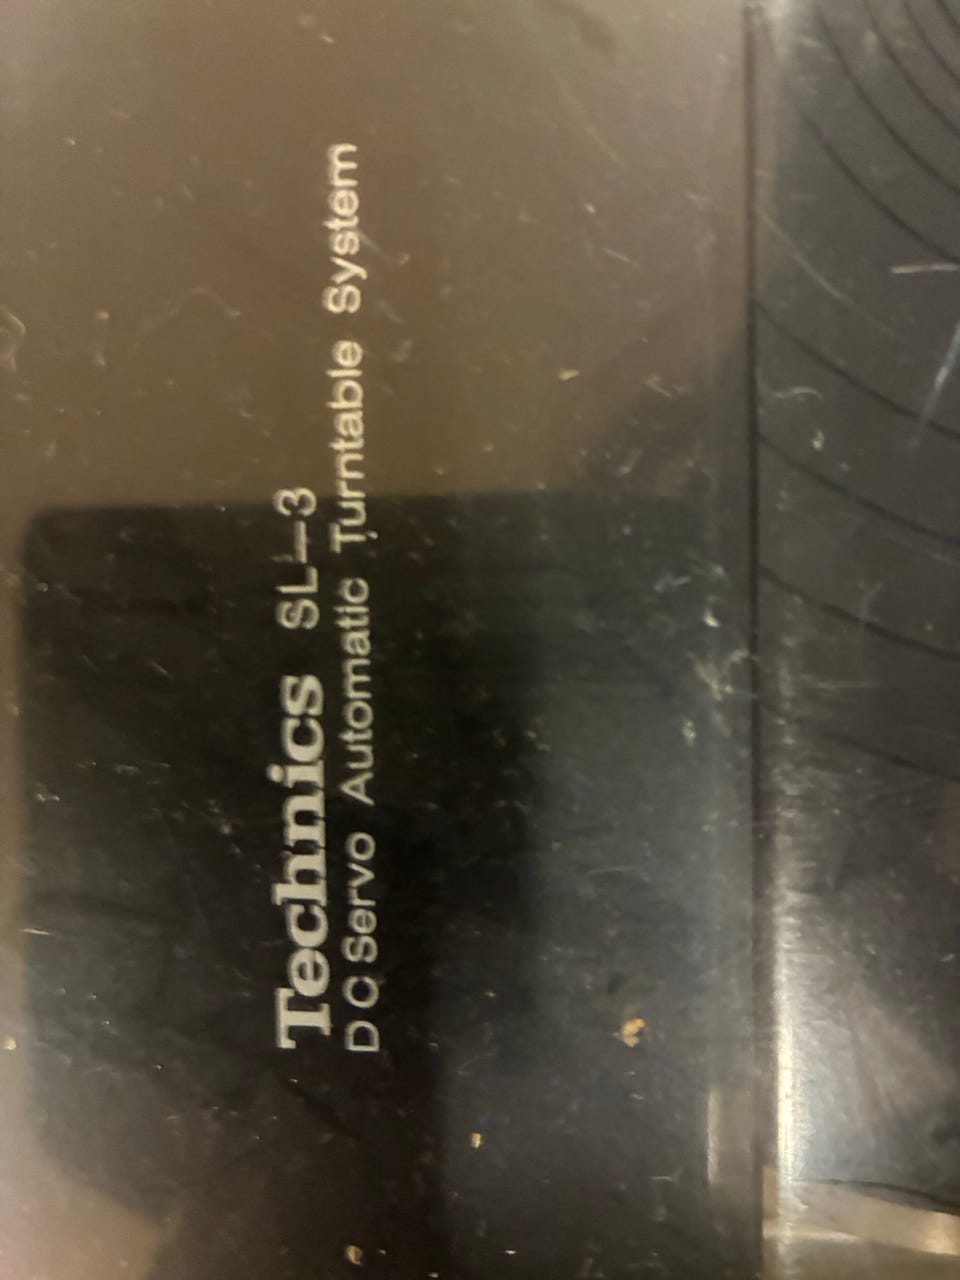 Technics SL-3
DC Servo Automatic Turntable System